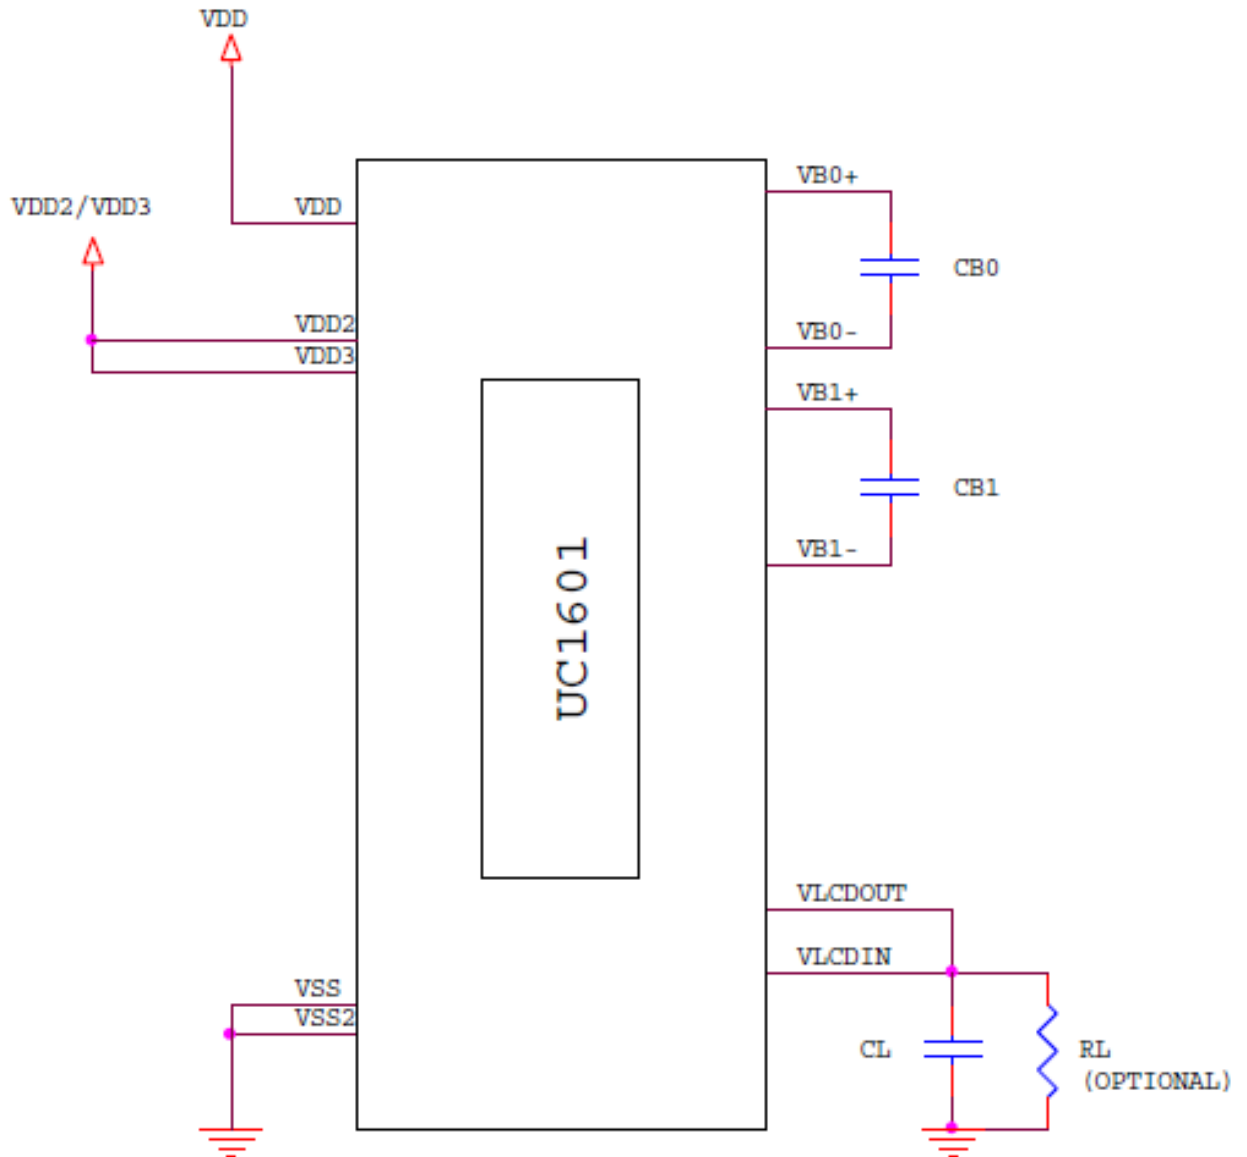 VDD
VDD2/VDD3
VDD
VDD2
VDD3
VSS
VSS2
UC1601
VB0+
CB0
VB0-
VB1+
CB1
VB1-
VLCDOUT
VLCDIN
CL
RL
(OPTIONAL)